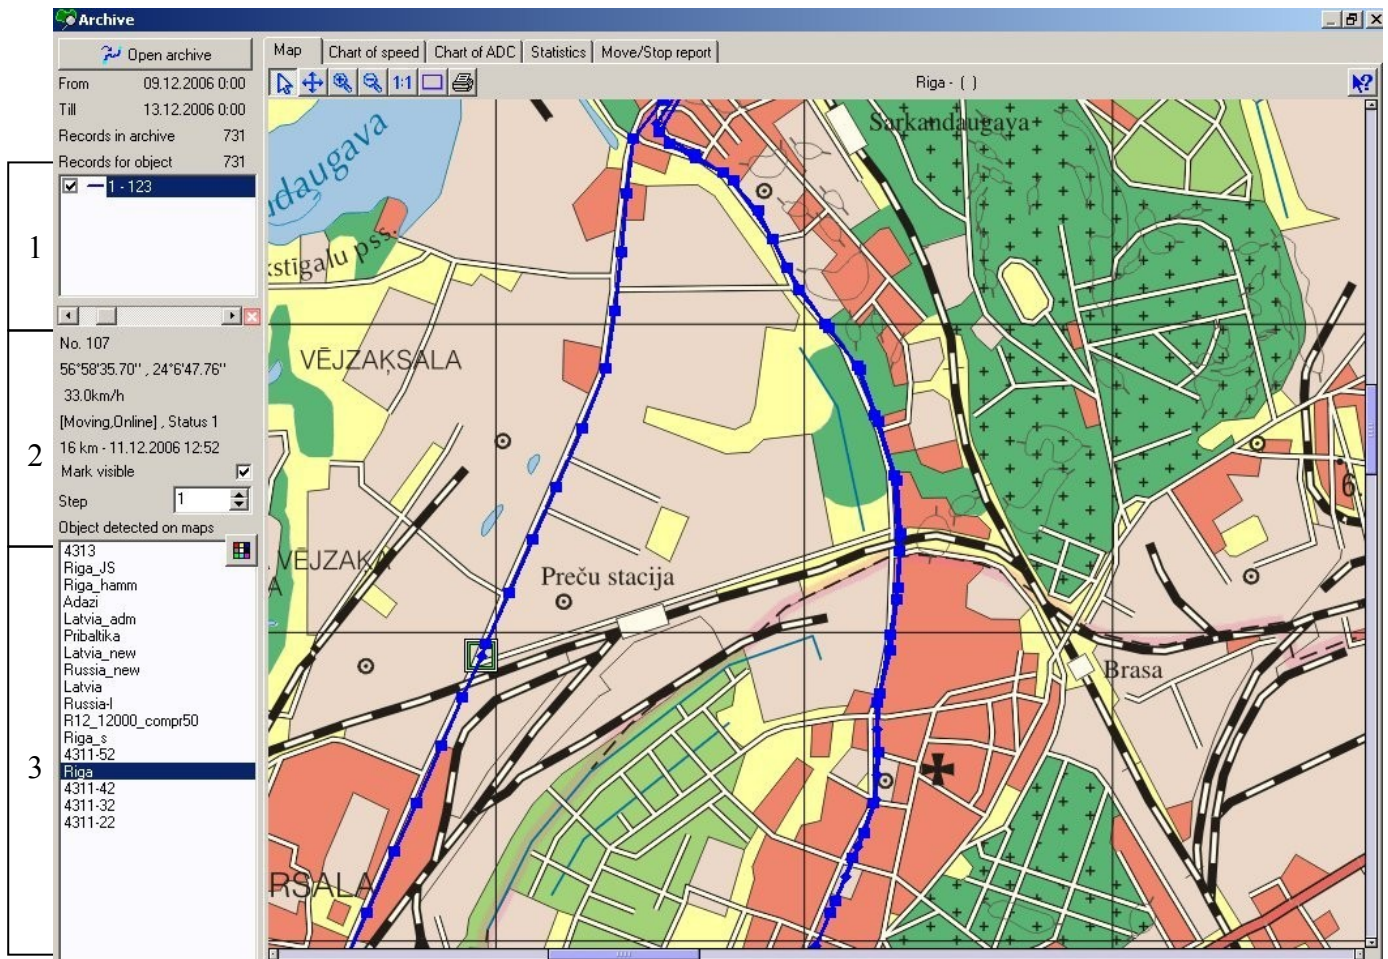 Archive
Open archive
From 09.12.2006 0:00
Till 13.12.2006 0:00
Records in archive 731
Records for object 731
1 - 123
No. 107
56°58'35.70'' , 24°6'47.76''
33.0km/h
[Moving,Online] , Status 1
16 km - 11.12.2006 12:52
Mark visible
Step 1
Object detected on maps
4313
Riga_JS
Riga_hamm
Adazi
Latvia_adm
Pribaltika
Latvia_new
Russia_new
Latvia
Russia-l
R12_12000_compr50
Riga_s
4311-52
Riga
4311-42
4311-32
4311-22
1
2
3
Map Chart of speed Chart of ADC Statistics Move/Stop report
1:1
Riga - ( )
Sarkandaugava
ndaugava
kstīgalu pss.
VĒJZAĶSALA
VĒJZAĶA
A
Preču stacija
Brasa
6
RSALA